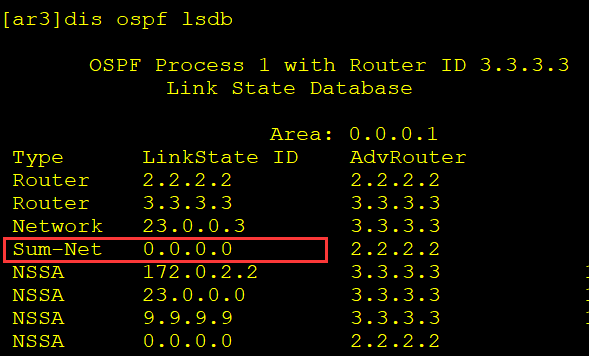 [ar3]dis ospf lsdb
OSPF Process 1 with Router ID 3.3.3.3
Link State Database
Area: 0.0.0.1
Type LinkState ID AdvRouter
Router 2.2.2.2 2.2.2.2
Router 3.3.3.3 3.3.3.3
Network 23.0.0.3 3.3.3.3
Sum-Net 0.0.0.0 2.2.2.2
NSSA 172.0.2.2 3.3.3.3
NSSA 23.0.0.0 3.3.3.3
NSSA 9.9.9.9 3.3.3.3
NSSA 0.0.0.0 2.2.2.2